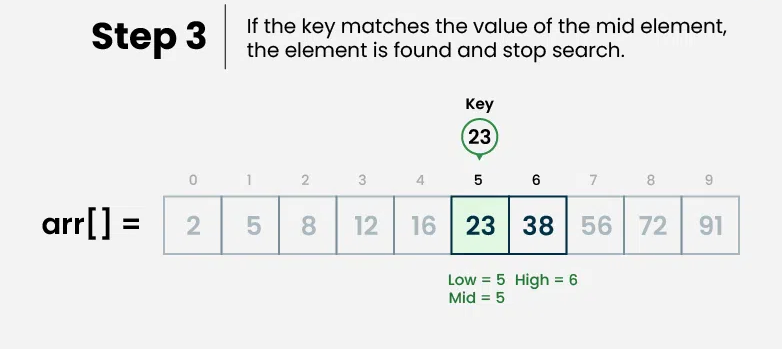 Step 3
If the key matches the value of the mid element,
the element is found and stop search.
Key
23
0 1 2 3 4 5 6 7 8 9
arr[] = 2 5 8 12 16 23 38 56 72 91
Low = 5 High = 6
Mid = 5